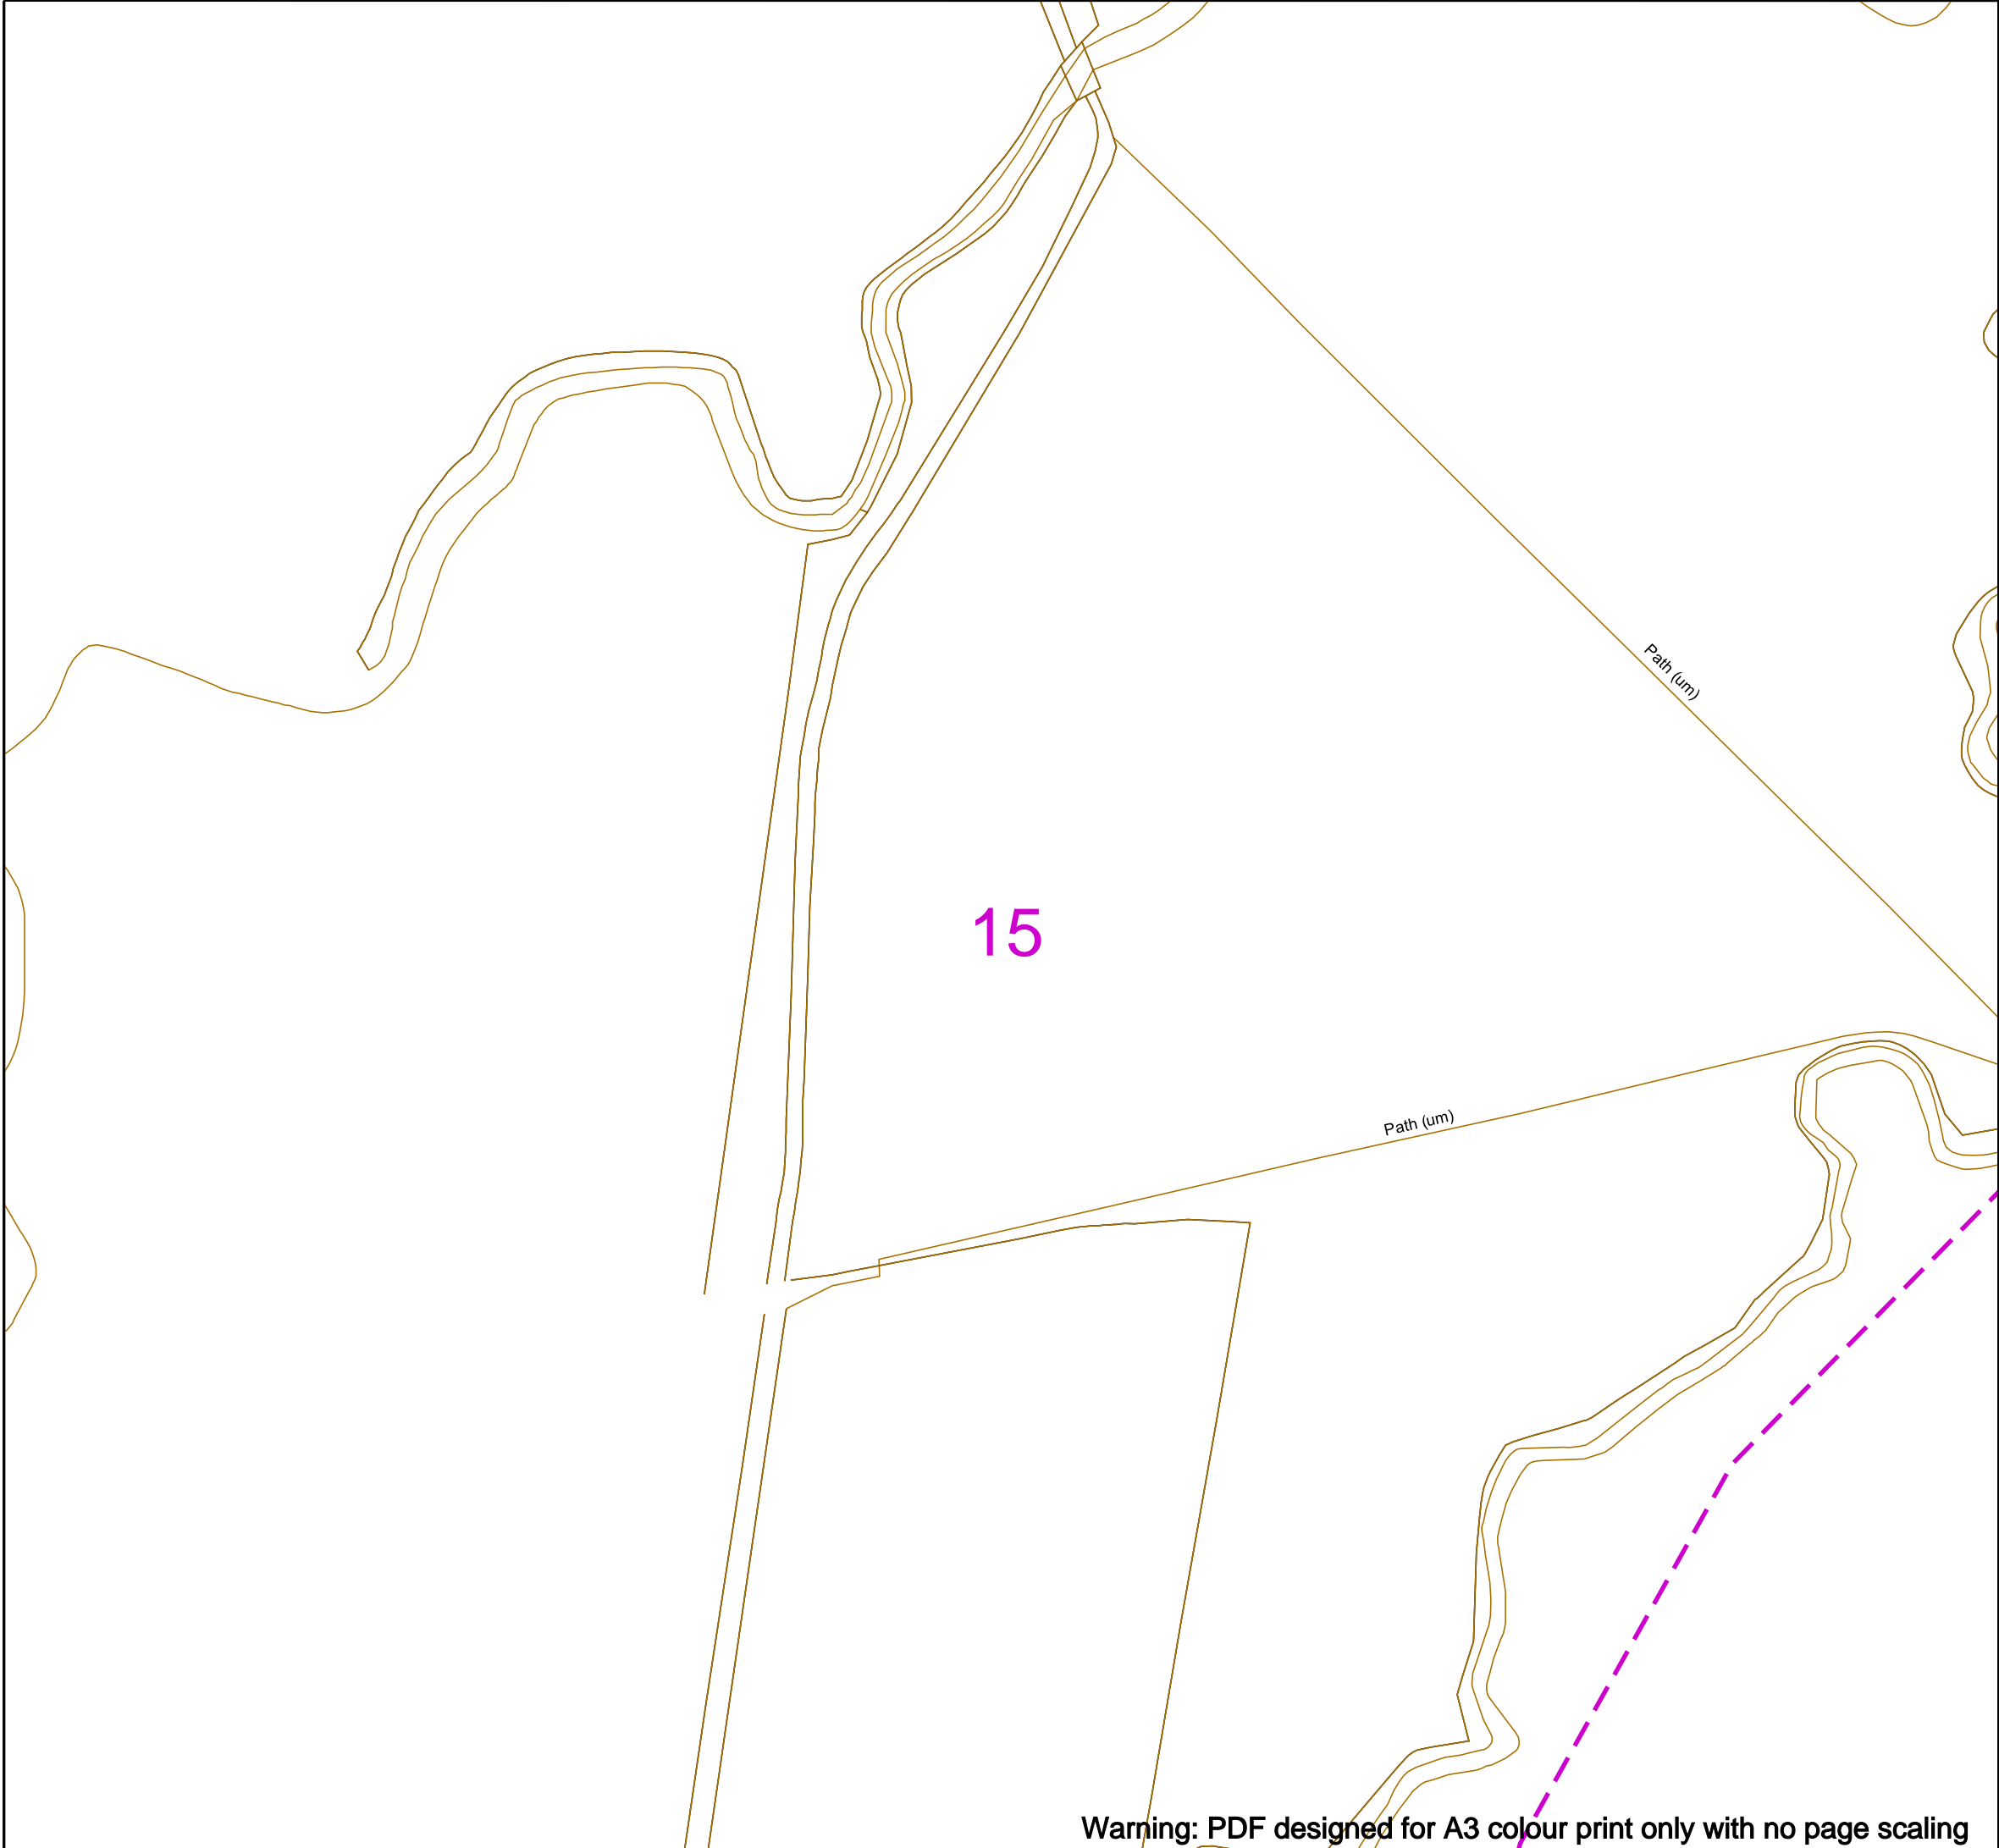 Path (um)
15
Path (um)
Warning: PDF designed for A3 colour print only with no page scaling